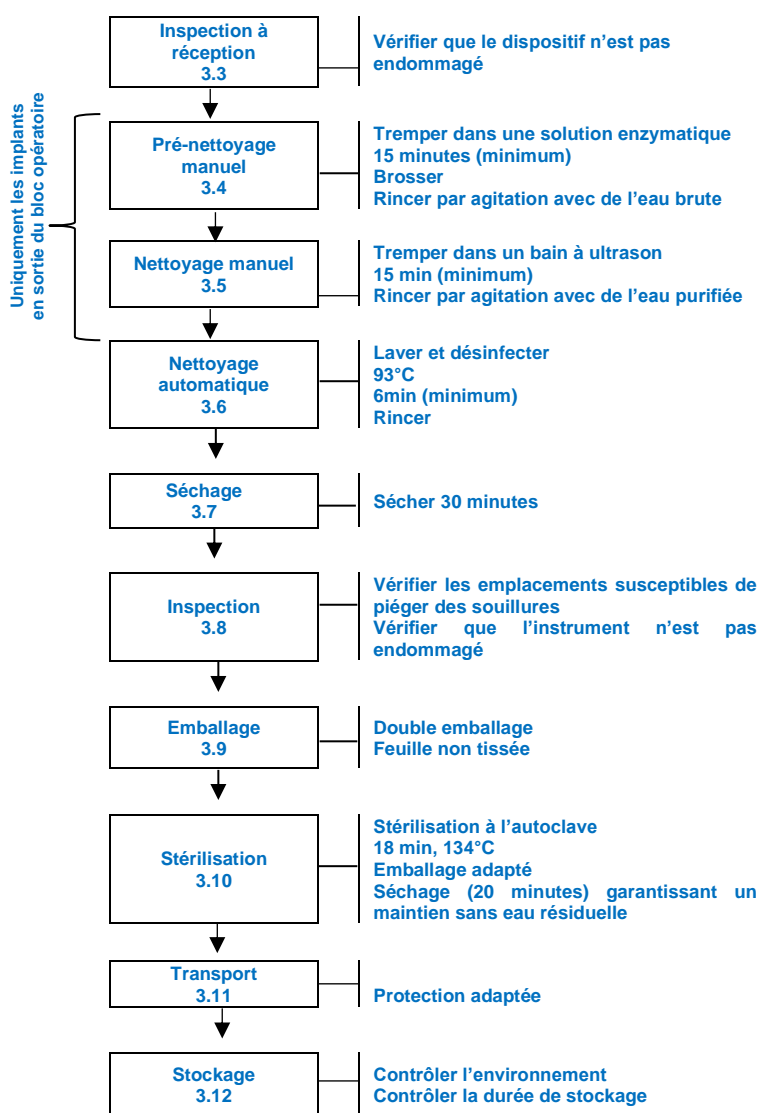 Inspection à
réception
3.3
Vérifier que le dispositif n'est pas
endommagé
Uniquement les implants
en sortie du bloc opératoire
Pré-nettoyage
manuel
3.4
Tremper dans une solution enzymatique
15 minutes (minimum)
Brosser
Rincer par agitation avec de l'eau brute
Nettoyage manuel
3.5
Tremper dans un bain à ultrason
15 min (minimum)
Rincer par agitation avec de l'eau purifiée
Nettoyage
automatique
3.6
Laver et désinfecter
93°C
6min (minimum)
Rincer
Séchage
3.7
Sécher 30 minutes
Inspection
3.8
Vérifier les emplacements susceptibles de
piéger des souillures
Vérifier que l'instrument n'est pas
endommagé
Emballage
3.9
Double emballage
Feuille non tissée
Stérilisation
3.10
Stérilisation à l'autoclave
18 min, 134°C
Emballage adapté
Séchage (20 minutes) garantissant un
maintien sans eau résiduelle
Transport
3.11
Protection adaptée
Stockage
3.12
Contrôler l'environnement
Contrôler la durée de stockage